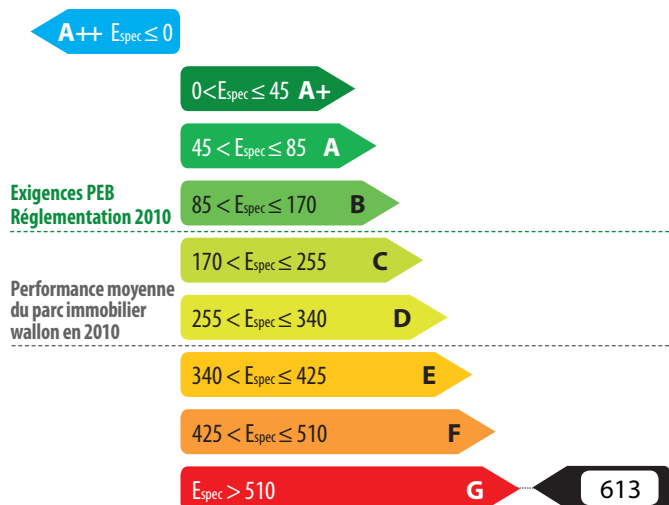 A++ Espec ≤ 0
0<Espec ≤ 45 A+
45 < Espec ≤ 85 A
Exigences PEB
Réglementation 2010
85 < Espec ≤ 170 B
170 < Espec ≤ 255 C
Performance moyenne
du parc immobilier
wallon en 2010
255 < Espec ≤ 340 D
340 < Espec ≤ 425 E
425 < Espec ≤ 510 F
Espec > 510 G 613